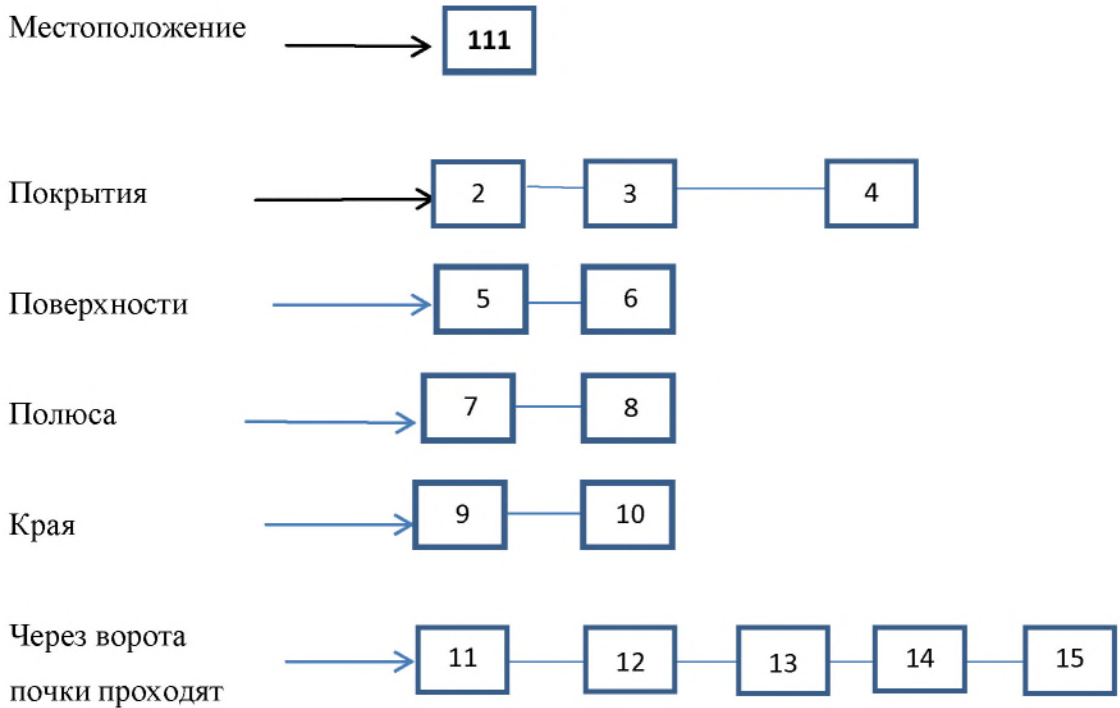 Местоположение 111
Покрытия 2 3 4
Поверхности 5 6
Полюса 7 8
Края 9 10
Через ворота
почки проходят 11 12 13 14 15